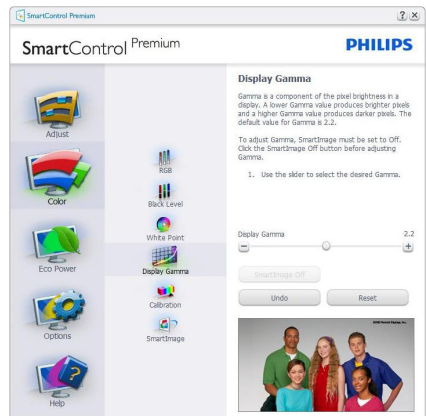 SmartControl Premium
? X
SmartControl Premium
PHILIPS
Adjust
Color
Eco Power
Options
Help
RGB
Black Level
White Point
Display Gamma
Calibration
SmartImage
Display Gamma
Gamma is a component of the pixel brightness in a
display. A lower Gamma value produces brighter pixels
and a higher Gamma value produces darker pixels. The
default value for Gamma is 2.2.
To adjust Gamma, SmartImage must be set to Off.
Click the SmartImage Off button before adjusting
Gamma.
1. Use the slider to select the desired Gamma.
Display Gamma 2.2
SmartImage Off
Undo
Reset